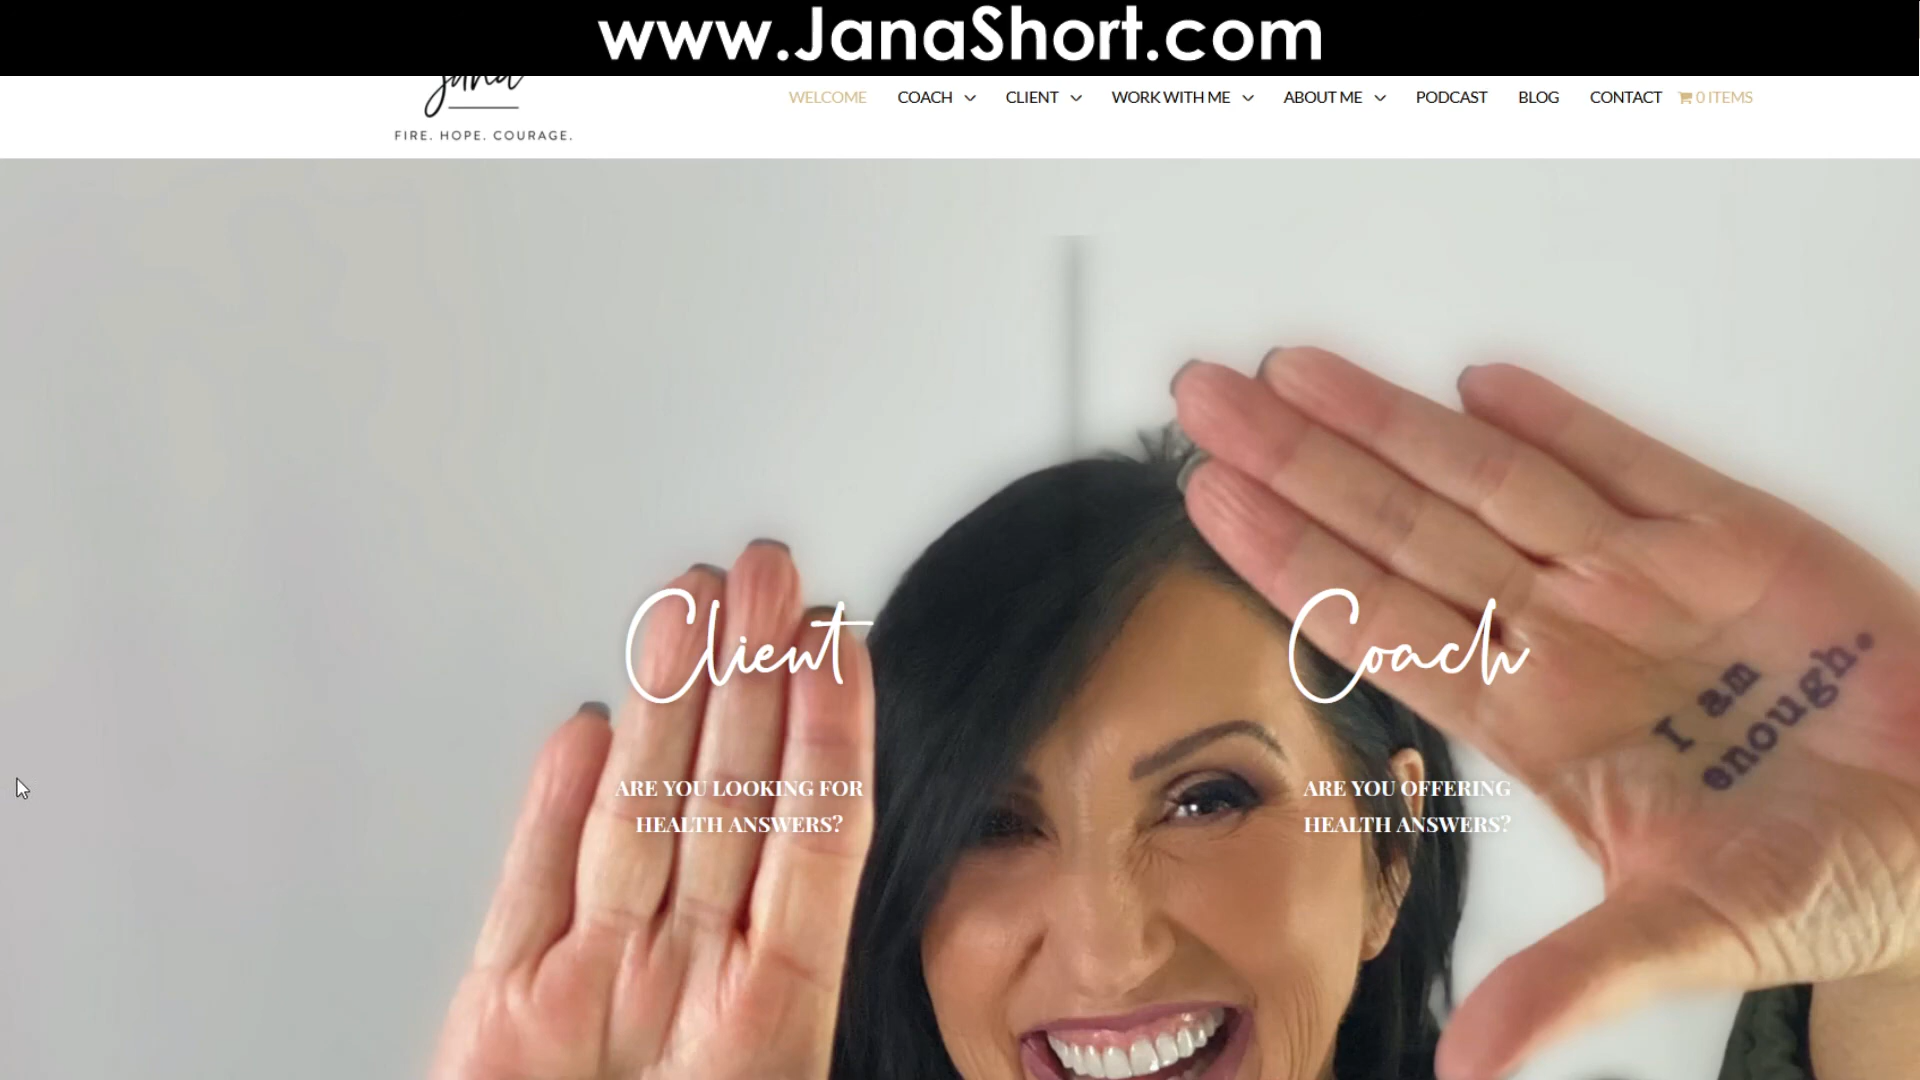 www.JanaShort.com
Jana
FIRE. HOPE. COURAGE.
WELCOME COACH CLIENT WORK WITH ME ABOUT ME PODCAST BLOG CONTACT 0 ITEMS
Client
ARE YOU LOOKING FOR
HEALTH ANSWERS?
Coach
ARE YOU OFFERING
HEALTH ANSWERS?
I am
enough.